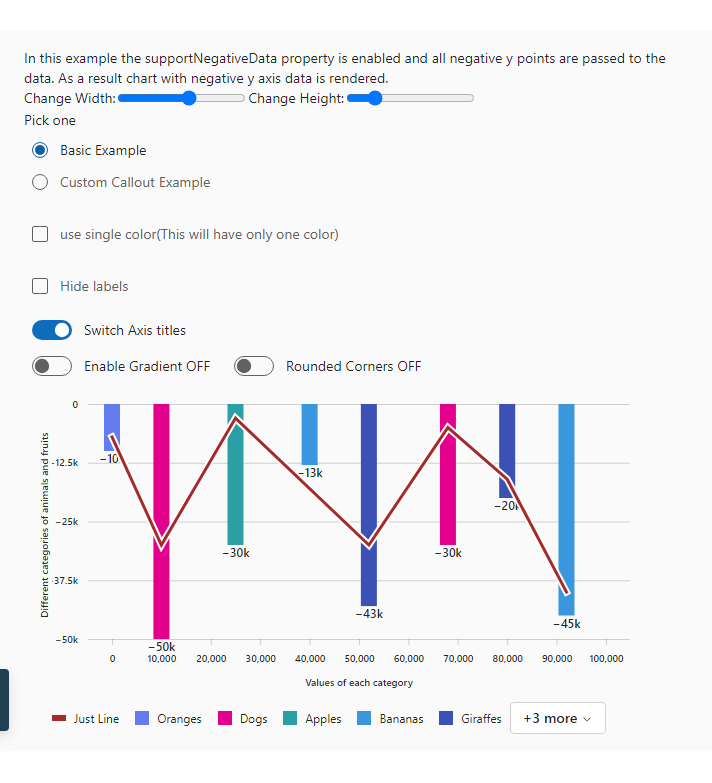 In this example the supportNegativeData property is enabled and all negative y points are passed to the
data. As a result chart with negative y axis data is rendered.
Change Width: Change Height:
Pick one
Basic Example
Custom Callout Example
use single color(This will have only one color)
Hide labels
Switch Axis titles
Enable Gradient OFF Rounded Corners OFF
Different categories of animals and fruits
0
−12.5k
−25k
−37.5k
−50k
−10
−50k
−30k
−13k
−43k
−30k
−20k
−45k
0 10,000 20,000 30,000 40,000 50,000 60,000 70,000 80,000 90,000 100,000
Values of each category
Just Line Oranges Dogs Apples Bananas Giraffes +3 more